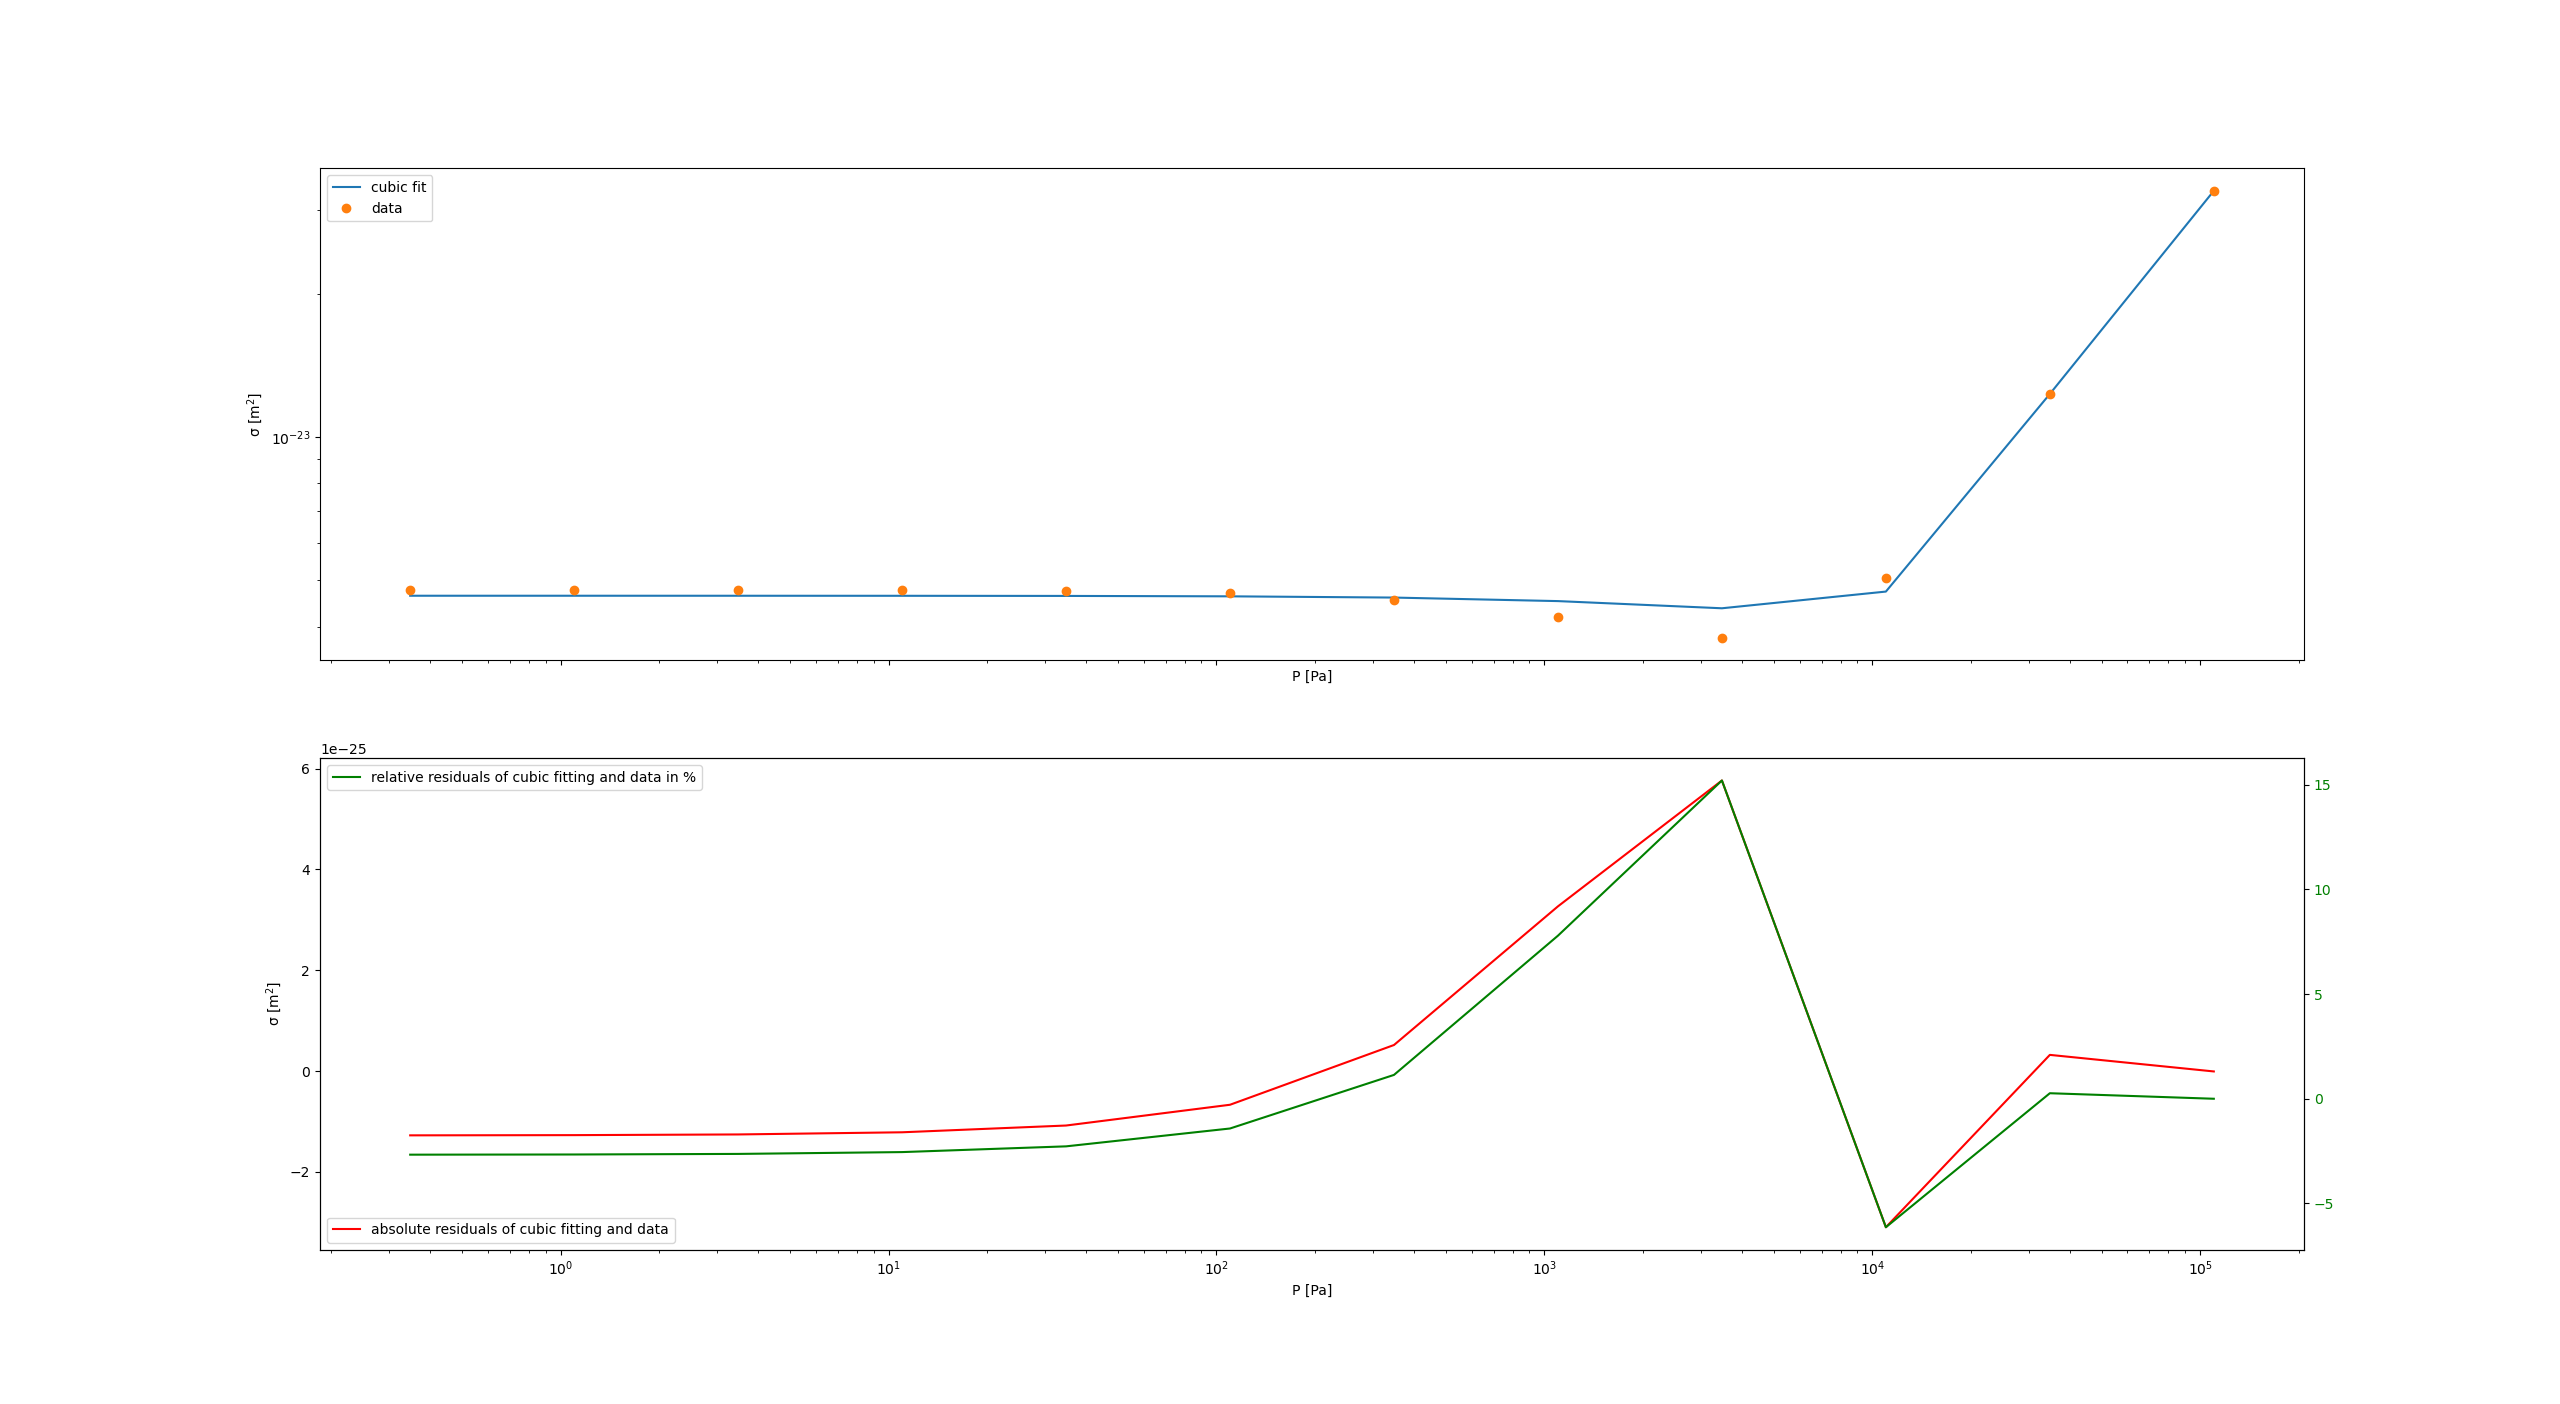 cubic fit
data
σ [m²]
10⁻²³
P [Pa]
1e−25
relative residuals of cubic fitting and data in %
absolute residuals of cubic fitting and data
σ [m²]
6
4
2
0
−2
15
10
5
0
−5
10⁰ 10¹ 10² 10³ 10⁴ 10⁵
P [Pa]